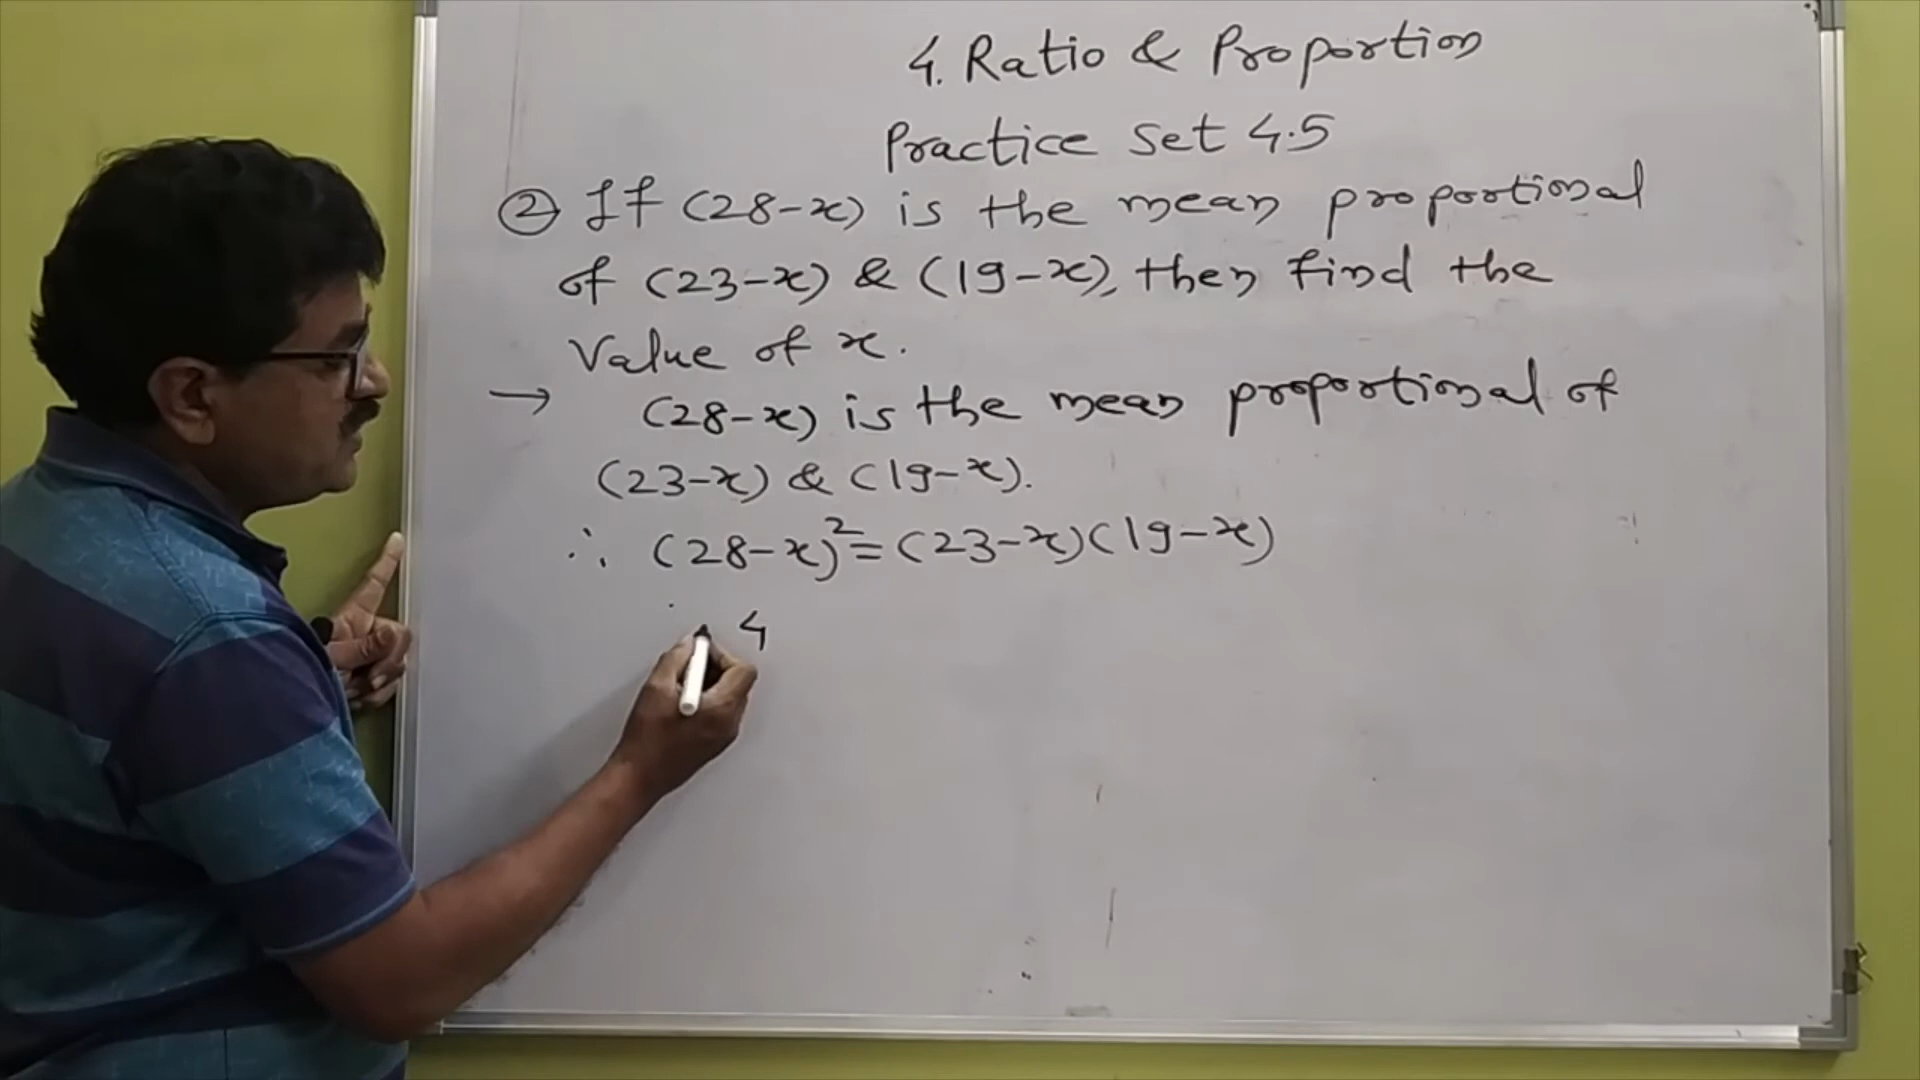 4. Ratio & Proportion
Practice Set 4.5
② If (28-x) is the mean proportional
of (23-x) & (19-x), then find the
Value of x.
→ (28-x) is the mean proportional of
(23-x) & (19-x).
∴ (28-x)²=(23-x)(19-x)
4